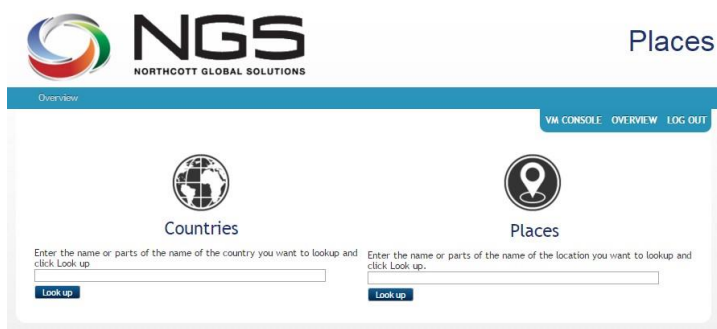 NGS
NORTHCOTT GLOBAL SOLUTIONS
Places
Overview
VM CONSOLE OVERVIEW LOG OUT
Countries
Enter the name or parts of the name of the country you want to lookup and
click Look up
Look up
Places
Enter the name or parts of the name of the location you want to lookup and
click Look up.
Look up